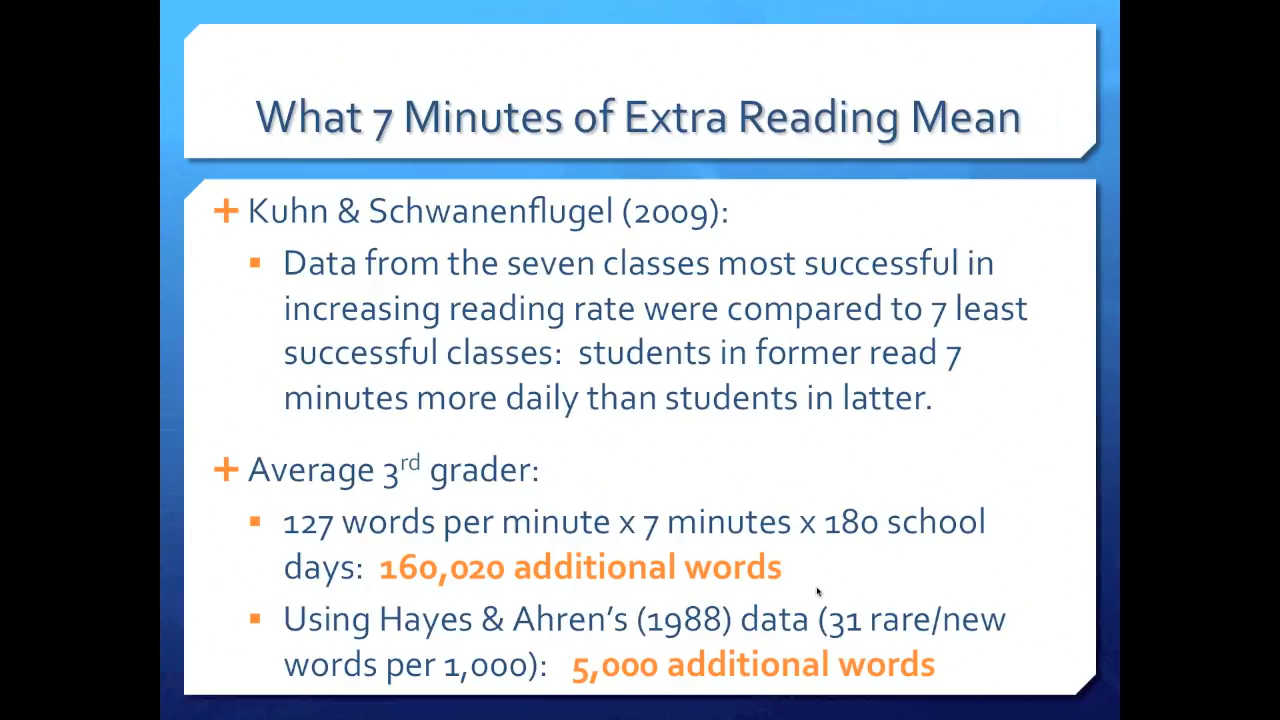 What 7 Minutes of Extra Reading Mean
Kuhn & Schwanenflugel (2009):
Data from the seven classes most successful in
increasing reading rate were compared to 7 least
successful classes:  students in former read 7
minutes more daily than students in latter.
Average 3rd grader:
127 words per minute x 7 minutes x 180 school
days:  160,020 additional words
Using Hayes & Ahren's (1988) data (31 rare/new
words per 1,000):   5,000 additional words